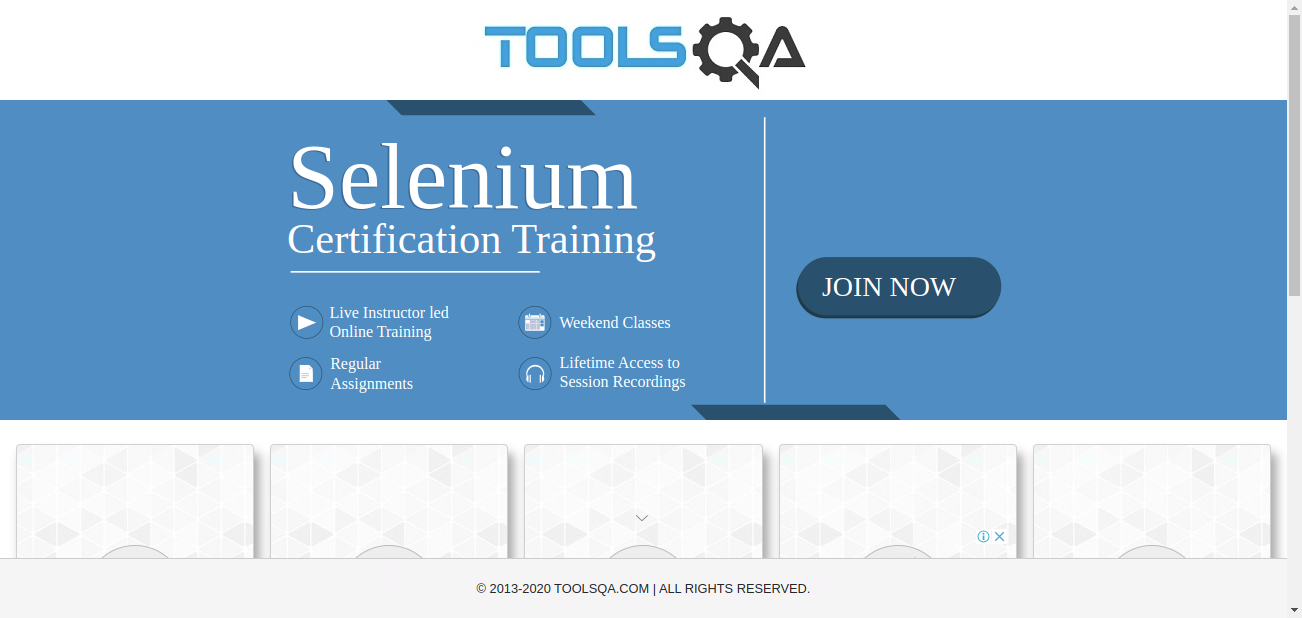 TOOLSQA
Selenium
Certification Training
Live Instructor led
Online Training
Weekend Classes
Regular
Assignments
Lifetime Access to
Session Recordings
JOIN NOW
© 2013-2020 TOOLSQA.COM | ALL RIGHTS RESERVED.